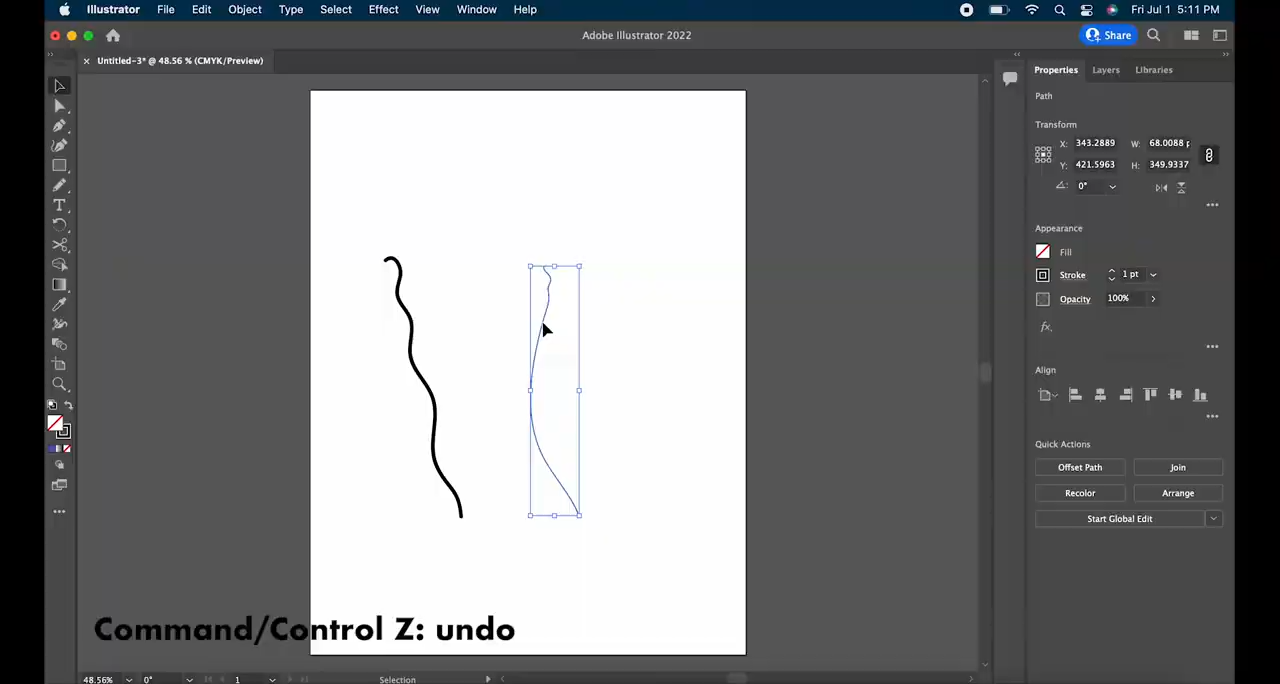 Illustrator File Edit Object Type Select Effect View Window Help Fri Jul 1 5:11 PM
Adobe Illustrator 2022 Share
× Untitled-3* @ 48.56 % (CMYK/Preview)
Properties Layers Libraries
Path
Transform
X: 343.2889 W: 68.0088 p
Y: 421.5963 H: 349.9337
0°
Appearance
Fill
Stroke 1 pt
Opacity 100%
fx
Align
Quick Actions
Offset Path Join
Recolor Arrange
Start Global Edit
Command/Control Z: undo
48.56% 0° 1 Selection